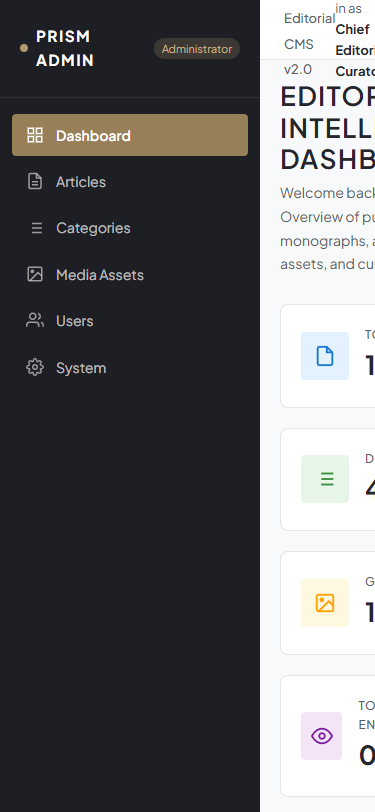 PRISM
ADMIN
Administrator
Dashboard
Articles
Categories
Media Assets
Users
System
Editorial
CMS
v2.0
in as
Chief
Editori
Curato
EDITOR
INTELL
DASHB
Welcome back
Overview of pu
monographs, a
assets, and cu
TO
1
D
4
G
1
TO
EN
0